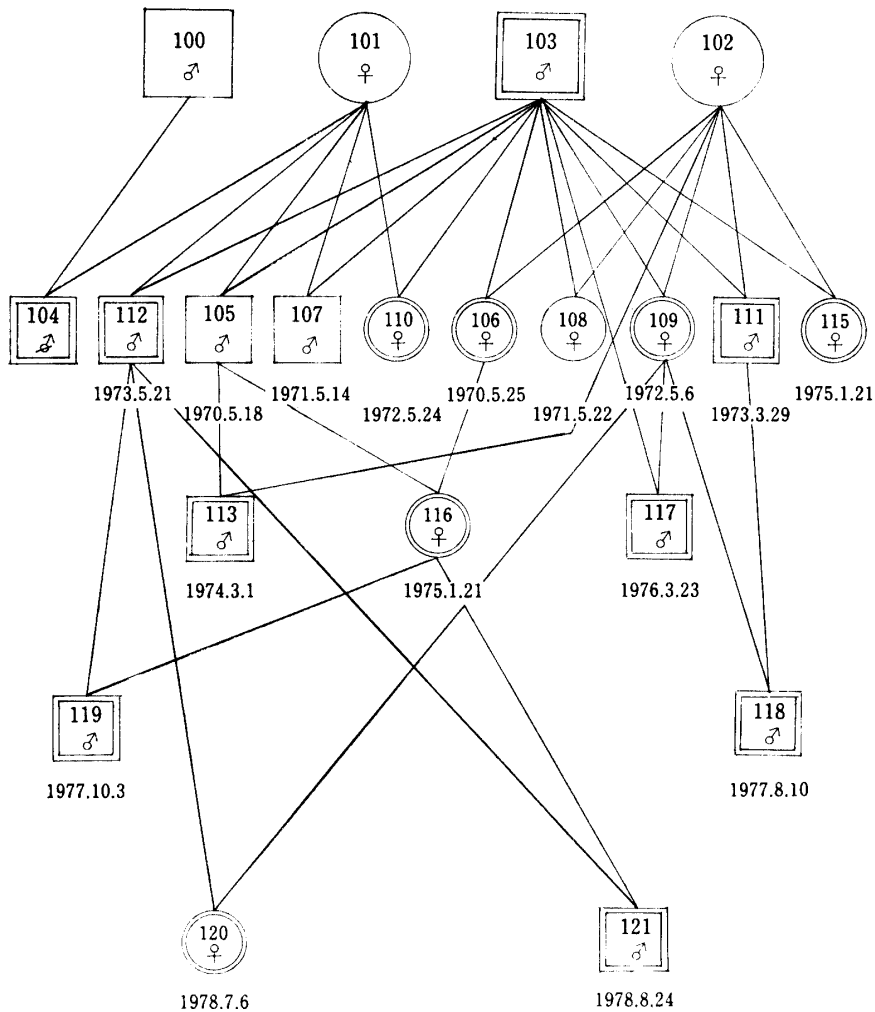 100 101 103 102
♂ ♀ ♂ ♀
104 112 105 107 110 106 108 109 111 115
♂ ♂ ♂ ♂ ♀ ♀ ♀ ♀ ♂ ♀
1973.5.21 1971.5.14 1970.5.25 1972.5.6 1975.1.21
1970.5.18 1972.5.24 1971.5.22 1973.3.29
113 116 117
♂ ♀ ♂
1974.3.1 1975.1.21 1976.3.23
119 118
♂ ♂
1977.10.3 1977.8.10
120 121
♀ ♂
1978.7.6 1978.8.24